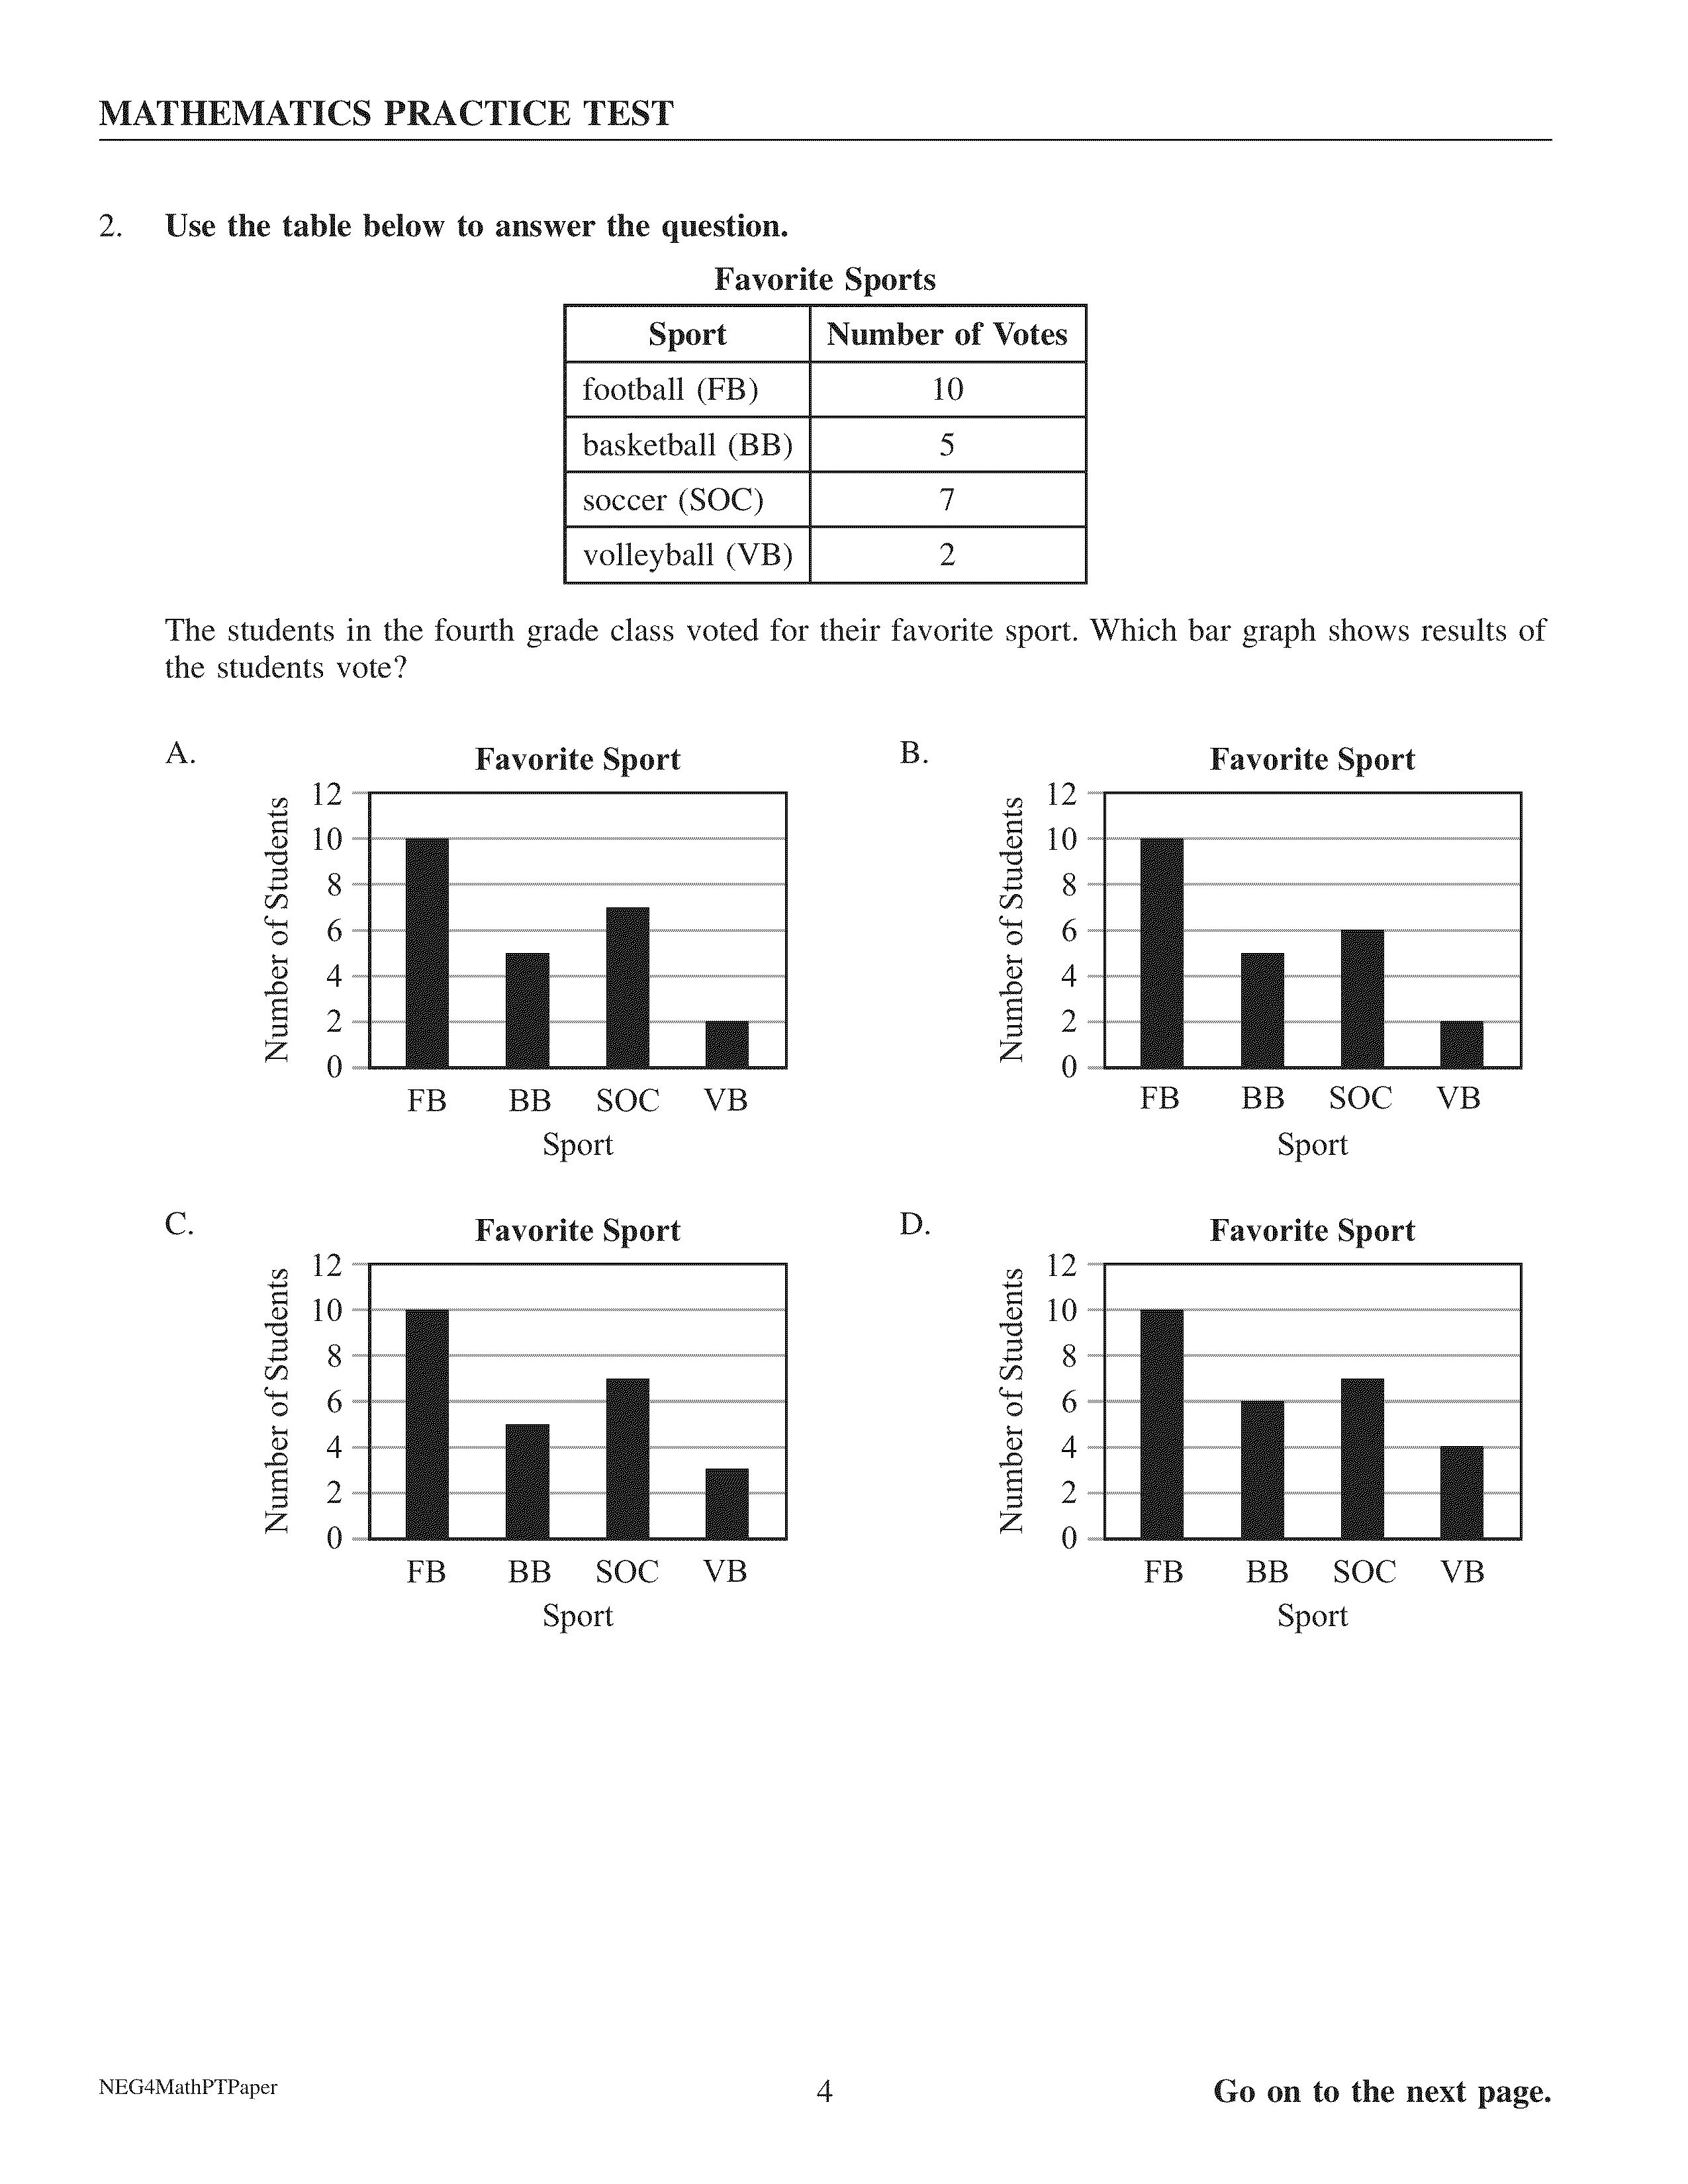 MATHEMATICS PRACTICE TEST
2. Use the table below to answer the question.
Favorite Sports
Sport Number of Votes
football (FB) 10
basketball (BB) 5
soccer (SOC) 7
volleyball (VB) 2
The students in the fourth grade class voted for their favorite sport. Which bar graph shows results of
the students vote?
A.
Favorite Sport
Number of Students
12
10
8
6
4
2
0
FB BB SOC VB
Sport
B.
Favorite Sport
Number of Students
12
10
8
6
4
2
0
FB BB SOC VB
Sport
C.
Favorite Sport
Number of Students
12
10
8
6
4
2
0
FB BB SOC VB
Sport
D.
Favorite Sport
Number of Students
12
10
8
6
4
2
0
FB BB SOC VB
Sport
NEG4MathPTPaper 4 Go on to the next page.